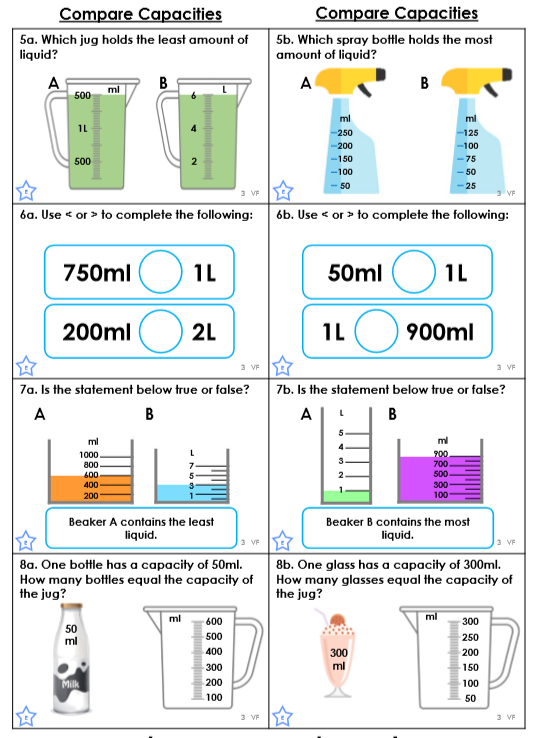 Compare Capacities
Compare Capacities
5a. Which jug holds the least amount of
liquid?
A
B
ml
500
1L
500
L
6
4
2
3 VF
5b. Which spray bottle holds the most
amount of liquid?
A
B
ml
250
200
150
100
50
ml
125
100
75
50
25
3 VF
6a. Use < or > to complete the following:
750ml 1L
200ml 2L
3 VF
6b. Use < or > to complete the following:
50ml 1L
1L 900ml
3 VF
7a. Is the statement below true or false?
A
B
ml
1000
800
600
400
200
L
7
5
3
1
Beaker A contains the least
liquid.
3 VF
7b. Is the statement below true or false?
A
B
L
5
4
3
2
1
ml
900
700
500
300
100
Beaker B contains the most
liquid.
3 VF
8a. One bottle has a capacity of 50ml.
How many bottles equal the capacity of
the jug?
50
ml
Milk
ml
600
500
400
300
200
100
3 VF
8b. One glass has a capacity of 300ml.
How many glasses equal the capacity of
the jug?
300
ml
ml
300
250
200
150
100
50
3 VF